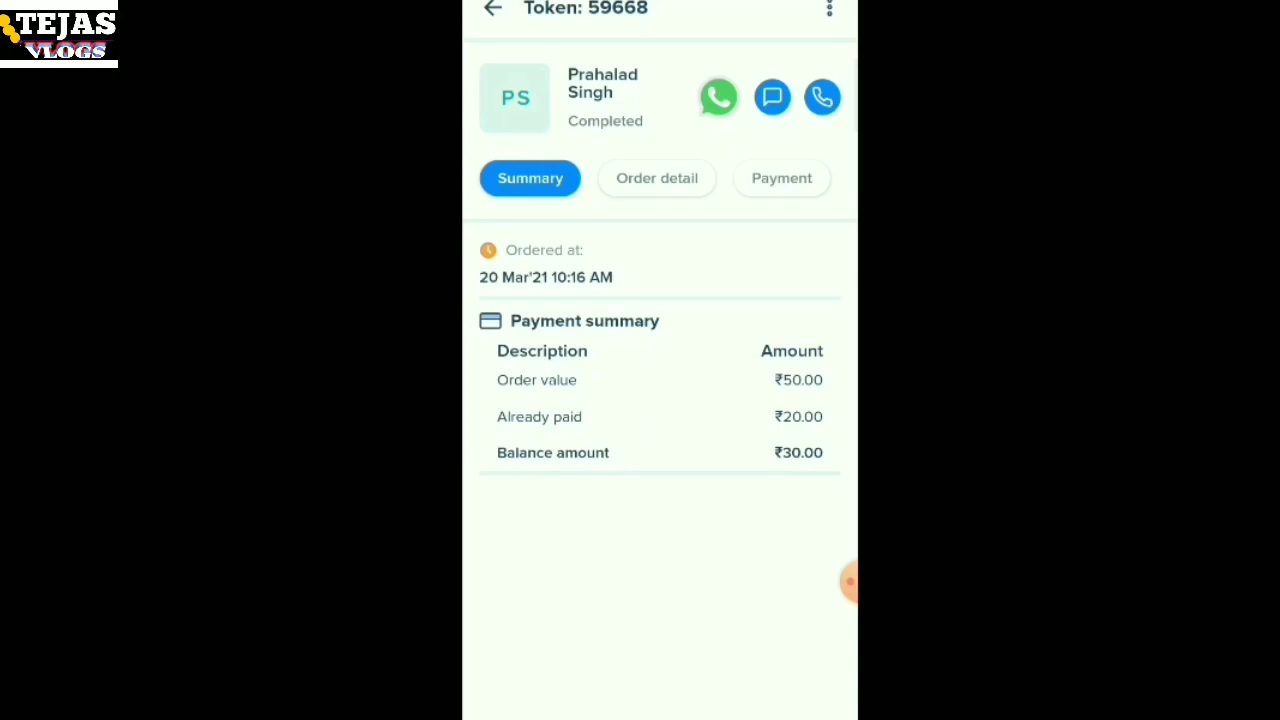 TEJAS
VLOGS
Token: 59668
PS
Prahalad
Singh
Completed
Summary
Order detail
Payment
Ordered at:
20 Mar'21 10:16 AM
Payment summary
Description Amount
Order value ₹50.00
Already paid ₹20.00
Balance amount ₹30.00